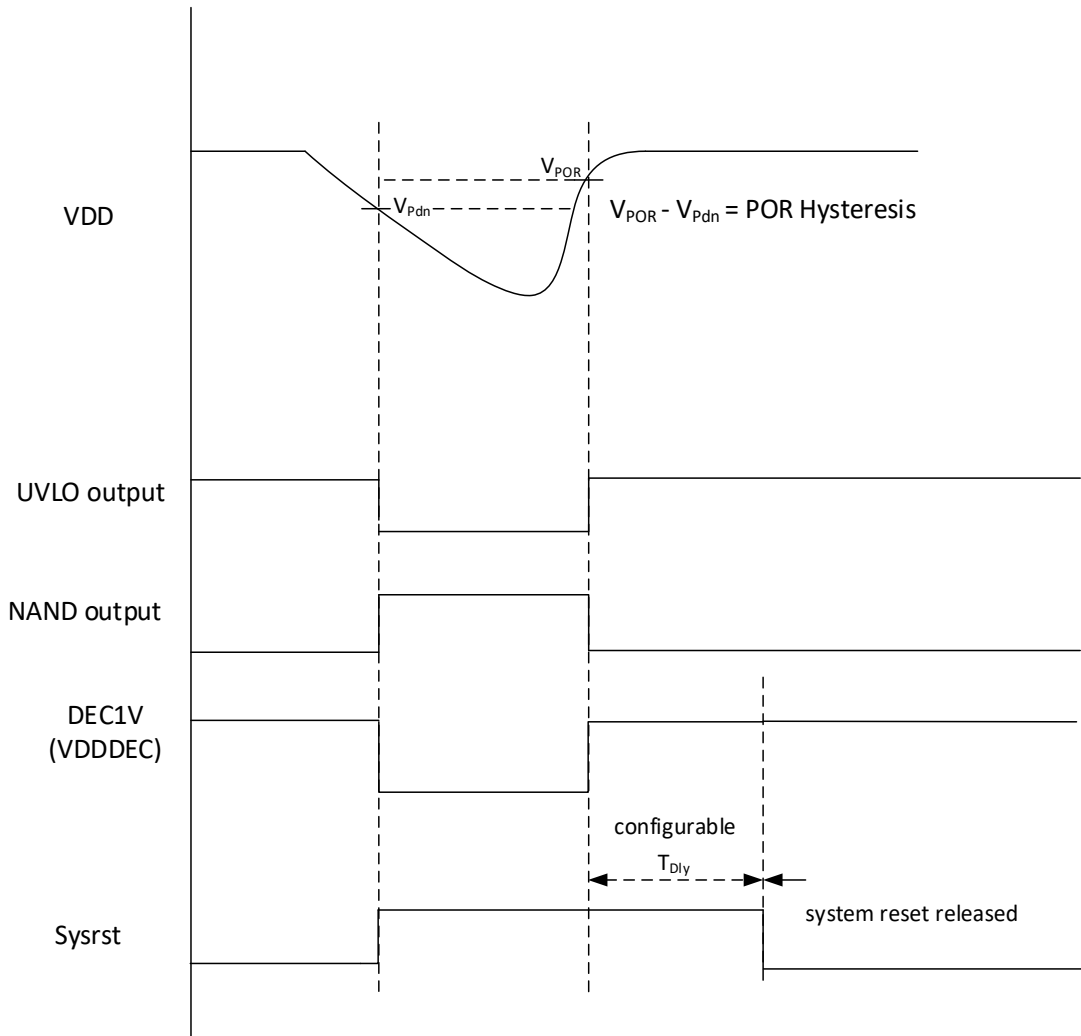 V_POR
VDD
V_Pdn
V_POR - V_Pdn = POR Hysteresis
UVLO output
NAND output
DEC1V
(VDDDEC)
configurable
T_Dly
system reset released
Sysrst